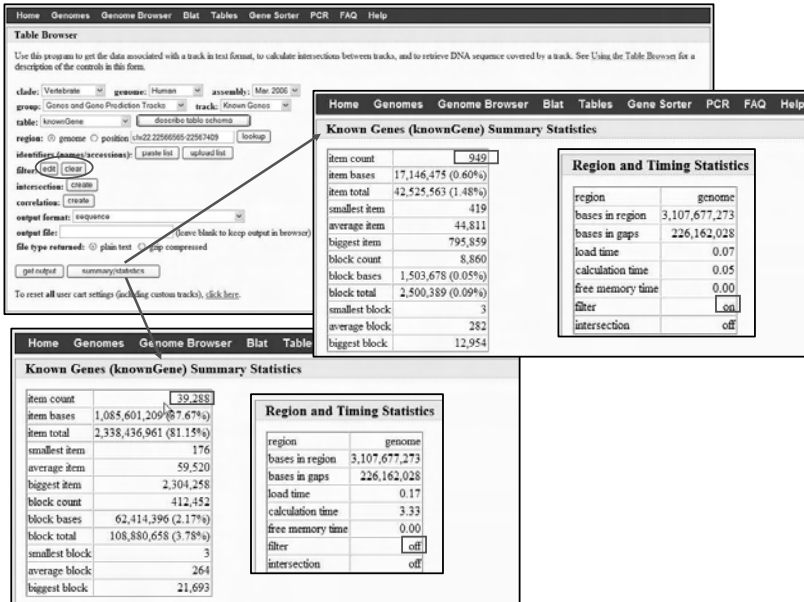 Home Genomes Genome Browser Blat Tables Gene Sorter PCR FAQ Help
Table Browser
Use this program to get the data associated with a track in text format, to calculate intersections between tracks, and to retrieve DNA sequence covered by a track. See Using the Table Browser for a
description of the controls in this form.
clade: Vertebrate genome: Human assembly: Mar. 2006
group: Genes and Gene Prediction Tracks track: Known Genes
table: knownGene describe table schema
region: genome position chr22:22566565-22567409 lookup
identifiers (names/accessions): paste list upload list
filter: edit clear
intersection: create
correlation: create
output format: sequence
output file: (leave blank to keep output in browser)
file type returned: plain text gzip compressed
get output summary/statistics
To reset all user cart settings (including custom tracks), click here.
Home Genomes Genome Browser Blat Tables Gene Sorter PCR FAQ Help
Known Genes (knownGene) Summary Statistics
item count 949
item bases 17,146,475 (0.60%)
item total 42,525,563 (1.48%)
smallest item 419
average item 44,811
biggest item 795,859
block count 8,860
block bases 1,503,678 (0.05%)
block total 2,500,389 (0.09%)
smallest block 3
average block 282
biggest block 12,954
Region and Timing Statistics
region genome
bases in region 3,107,677,273
bases in gaps 226,162,028
load time 0.07
calculation time 0.05
free memory time 0.00
filter on
intersection off
Home Genomes Genome Browser Blat Table
Known Genes (knownGene) Summary Statistics
item count 39,288
item bases 1,085,601,209 (37.67%)
item total 2,338,436,961 (81.15%)
smallest item 176
average item 59,520
biggest item 2,304,258
block count 412,452
block bases 62,414,396 (2.17%)
block total 108,880,658 (3.78%)
smallest block 3
average block 264
biggest block 21,693
Region and Timing Statistics
region genome
bases in region 3,107,677,273
bases in gaps 226,162,028
load time 0.17
calculation time 3.33
free memory time 0.00
filter off
intersection off